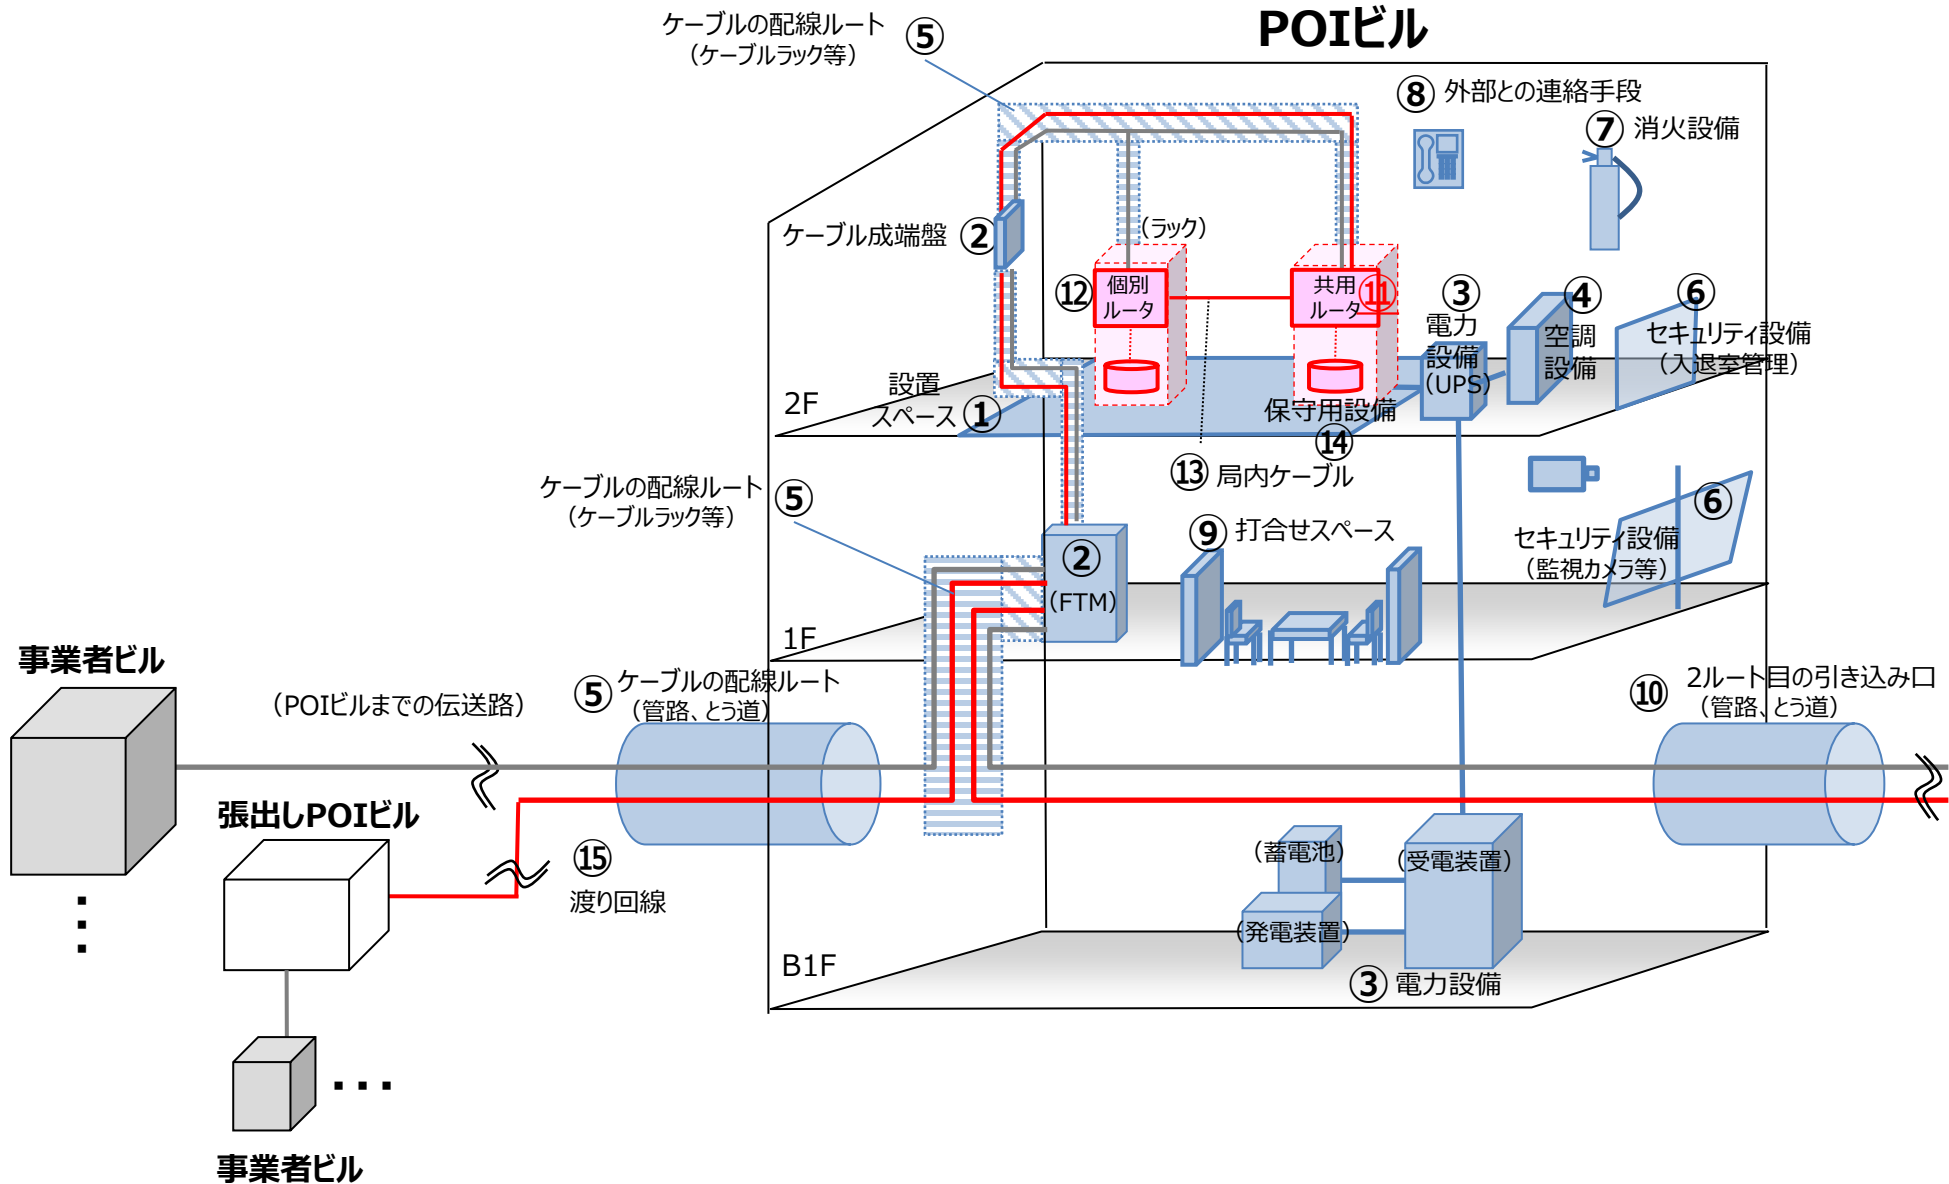 POIビル
ケーブルの配線ルート
⑤
（ケーブルラック等）
⑧
外部との連絡手段
⑦
消火設備
ケーブル成端盤
②
（ラック）
⑫
個別
ルータ
共用
ルータ
⑪
③
電力
設備
（UPS）
④
空調
設備
⑥
セキュリティ設備
（入退室管理）
2F
設置
スペース
①
保守用設備
⑭
⑬
局内ケーブル
ケーブルの配線ルート
（ケーブルラック等）
⑤
②
（FTM）
⑨
打合せスペース
⑥
セキュリティ設備
（監視カメラ等）
1F
事業者ビル
（POIビルまでの伝送路）
⑤
ケーブルの配線ルート
（管路、とう道）
⑩
2ルート目の引き込み口
（管路、とう道）
張出しPOIビル
⑮
渡り回線
（蓄電池）
（受電装置）
（発電装置）
B1F
③
電力設備
事業者ビル